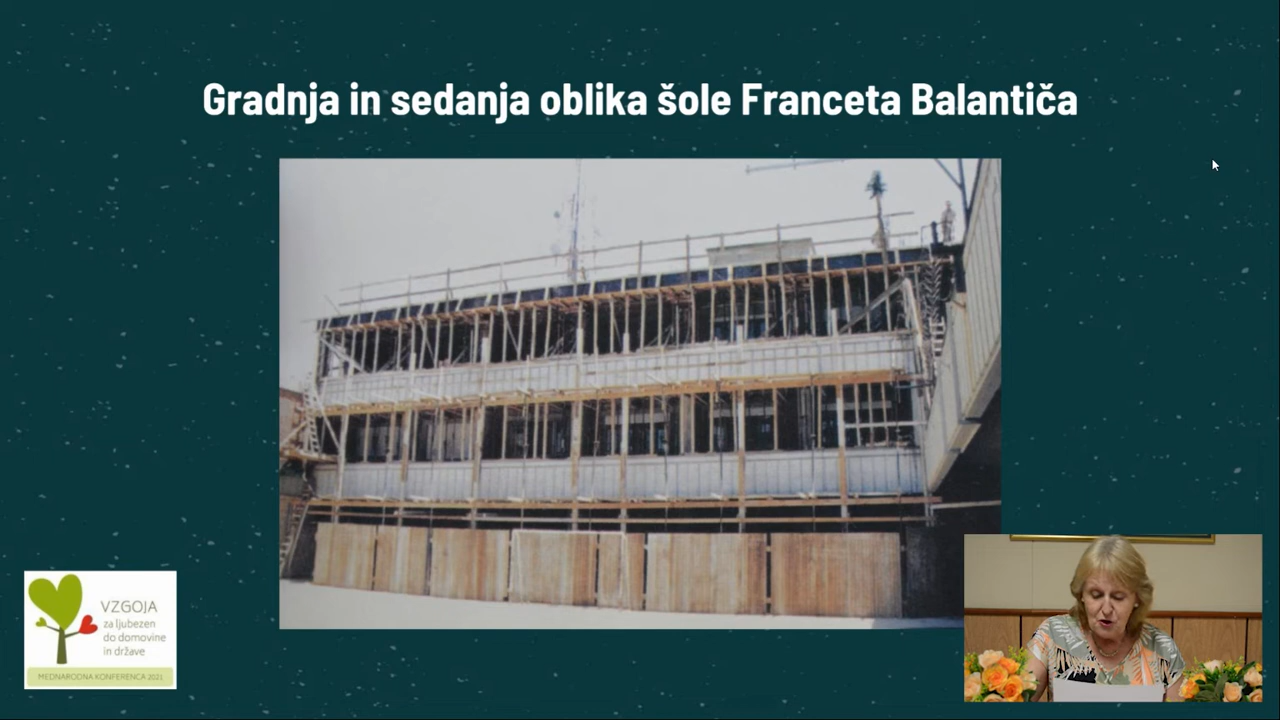 Gradnja in sedanja oblika šole Franceta Balantiča
VZGOJA
za ljubezen
do domovine
in države
MEDNARODNA KONFERENCA 2021